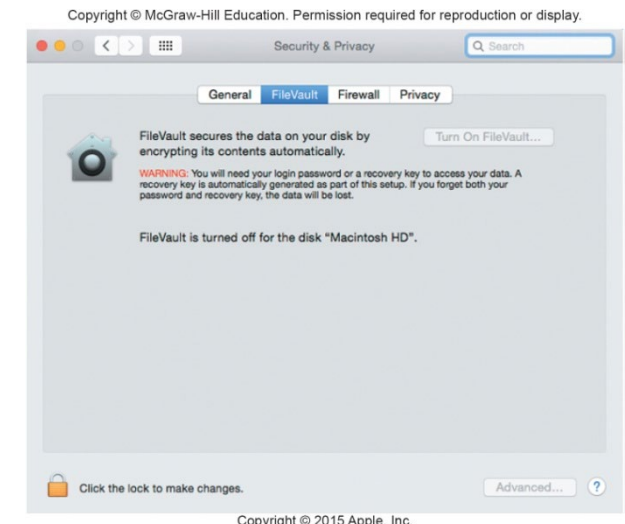 Copyright © McGraw-Hill Education. Permission required for reproduction or display.
Security & Privacy
Search
General FileVault Firewall Privacy
FileVault secures the data on your disk by
encrypting its contents automatically.
Turn On FileVault...
WARNING: You will need your login password or a recovery key to access your data. A
recovery key is automatically generated as part of this setup. If you forget both your
password and recovery key, the data will be lost.
FileVault is turned off for the disk "Macintosh HD".
Click the lock to make changes.
Advanced...
?
Copyright © 2015 Apple, Inc